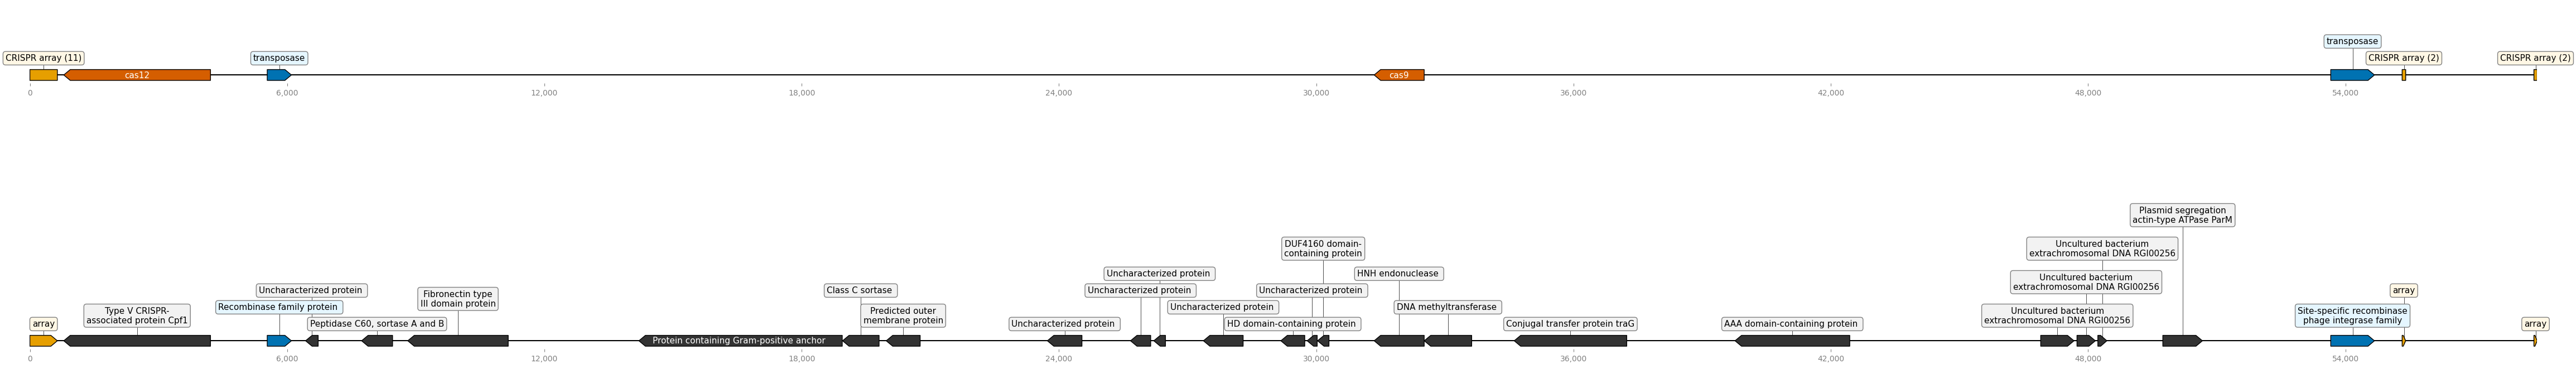 transposase
CRISPR array (11)
transposase
CRISPR array (2)
CRISPR array (2)
cas12
cas9
0
6,000
12,000
18,000
24,000
30,000
36,000
42,000
48,000
54,000
Plasmid segregation
actin-type ATPase ParM
DUF4160 domain-
containing protein
Uncultured bacterium
extrachromosomal DNA RGI00256
Uncharacterized protein
HNH endonuclease
Uncultured bacterium
extrachromosomal DNA RGI00256
Uncharacterized protein
Fibronectin type
III domain protein
Class C sortase
Uncharacterized protein
Uncharacterized protein
array
Recombinase family protein
Uncharacterized protein
DNA methyltransferase
Type V CRISPR-
associated protein Cpf1
Predicted outer
membrane protein
Uncultured bacterium
extrachromosomal DNA RGI00256
Site-specific recombinase
phage integrase family
array
Peptidase C60, sortase A and B
Uncharacterized protein
HD domain-containing protein
Conjugal transfer protein traG
AAA domain-containing protein
array
Protein containing Gram-positive anchor
0
6,000
12,000
18,000
24,000
30,000
36,000
42,000
48,000
54,000